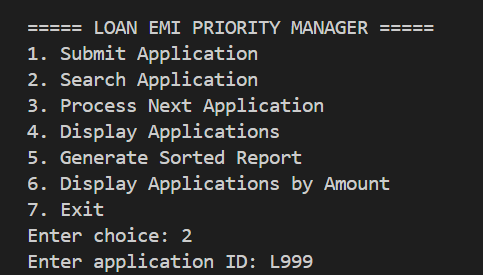 ===== LOAN EMI PRIORITY MANAGER =====
1. Submit Application
2. Search Application
3. Process Next Application
4. Display Applications
5. Generate Sorted Report
6. Display Applications by Amount
7. Exit
Enter choice: 2
Enter application ID: L999